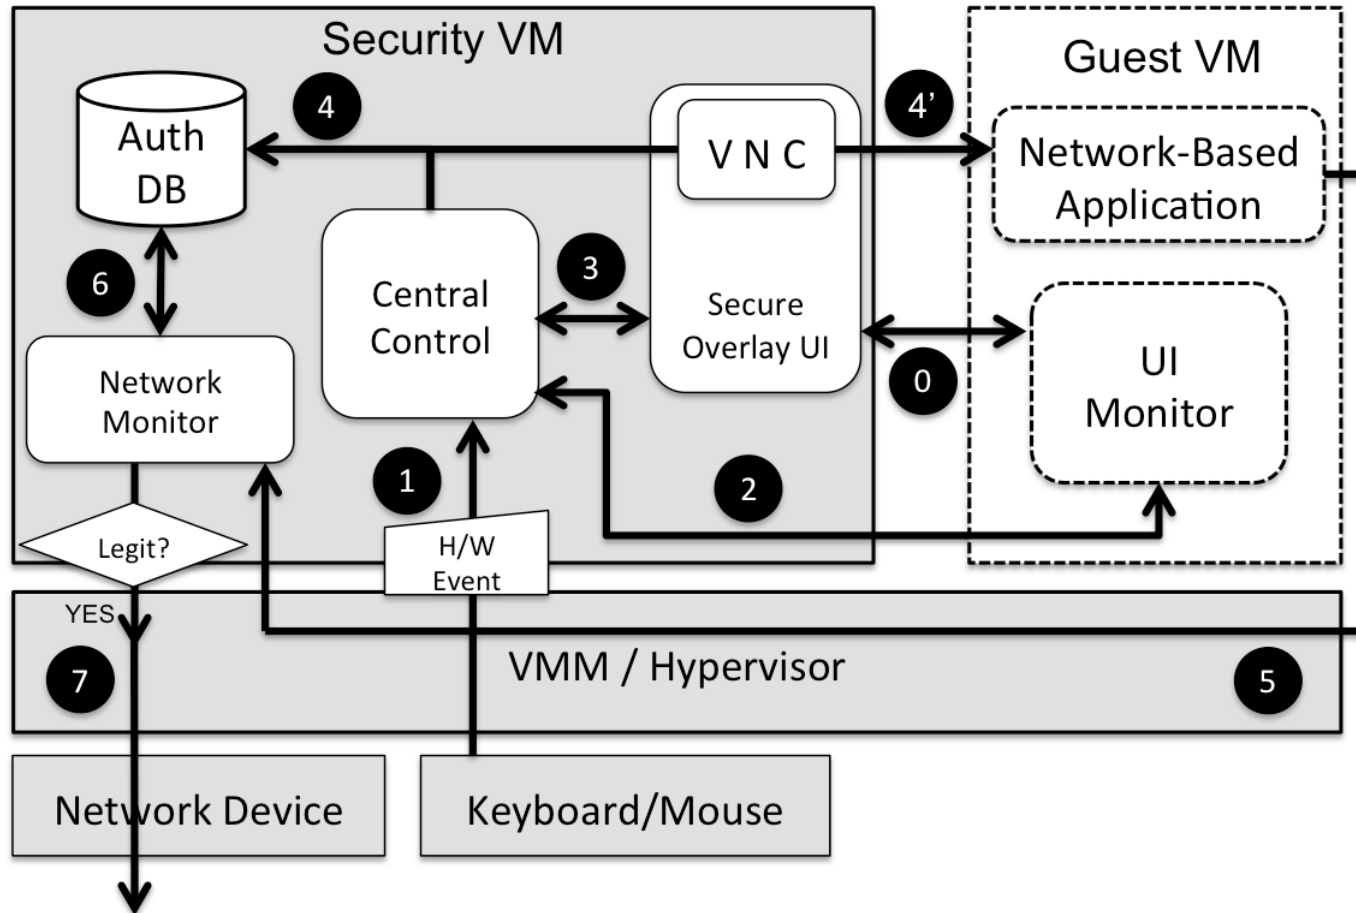 Security VM
Guest VM
4
4’
Auth
DB
V N C
Network-Based
Application
6
3
Central
Control
Secure
Overlay UI
0
UI
Monitor
Network
Monitor
1
2
Legit?
H/W
Event
YES
7
VMM / Hypervisor
5
Network Device
Keyboard/Mouse